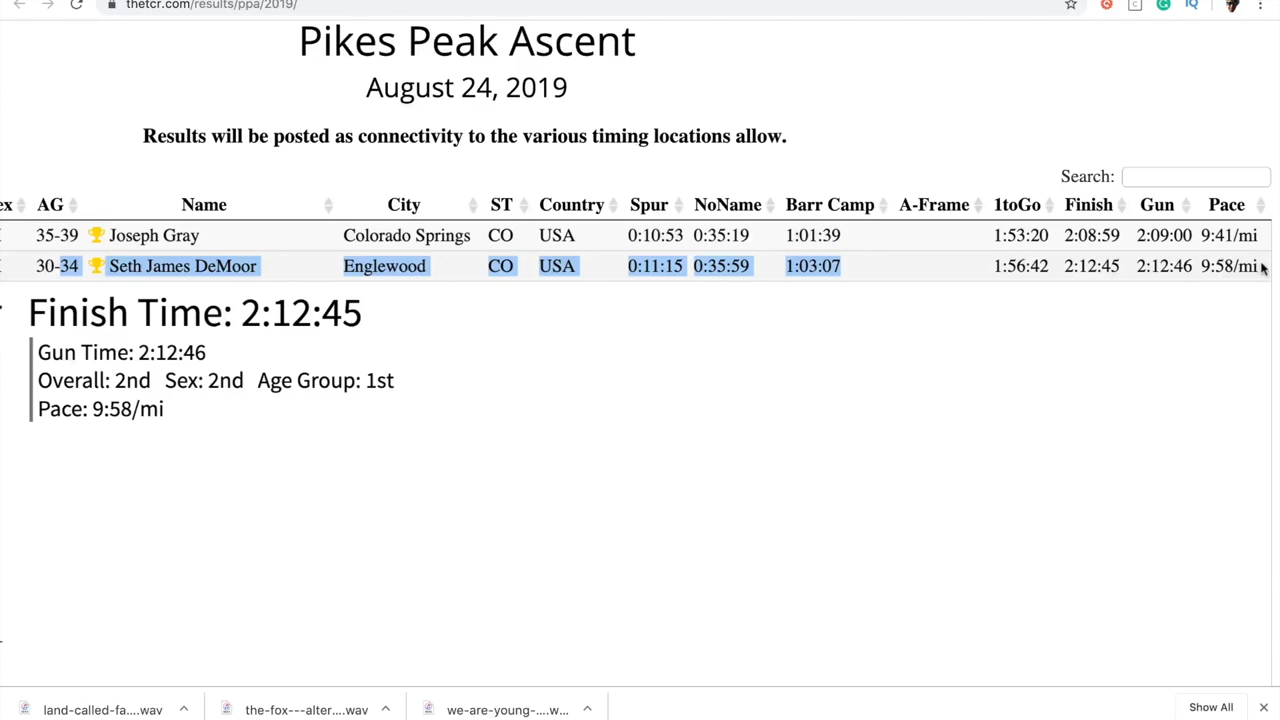 thetcr.com/results/ppa/2019/
Pikes Peak Ascent
August 24, 2019
Results will be posted as connectivity to the various timing locations allow.
Search:
ex AG Name City ST Country Spur NoName Barr Camp A-Frame 1toGo Finish Gun Pace
35-39 Joseph Gray Colorado Springs CO USA 0:10:53 0:35:19 1:01:39 1:53:20 2:08:59 2:09:00 9:41/mi
30-34 Seth James DeMoor Englewood CO USA 0:11:15 0:35:59 1:03:07 1:56:42 2:12:45 2:12:46 9:58/mi
Finish Time: 2:12:45
Gun Time: 2:12:46
Overall: 2nd Sex: 2nd Age Group: 1st
Pace: 9:58/mi
land-called-fa....wav the-fox---alter....wav we-are-young-....w... Show All